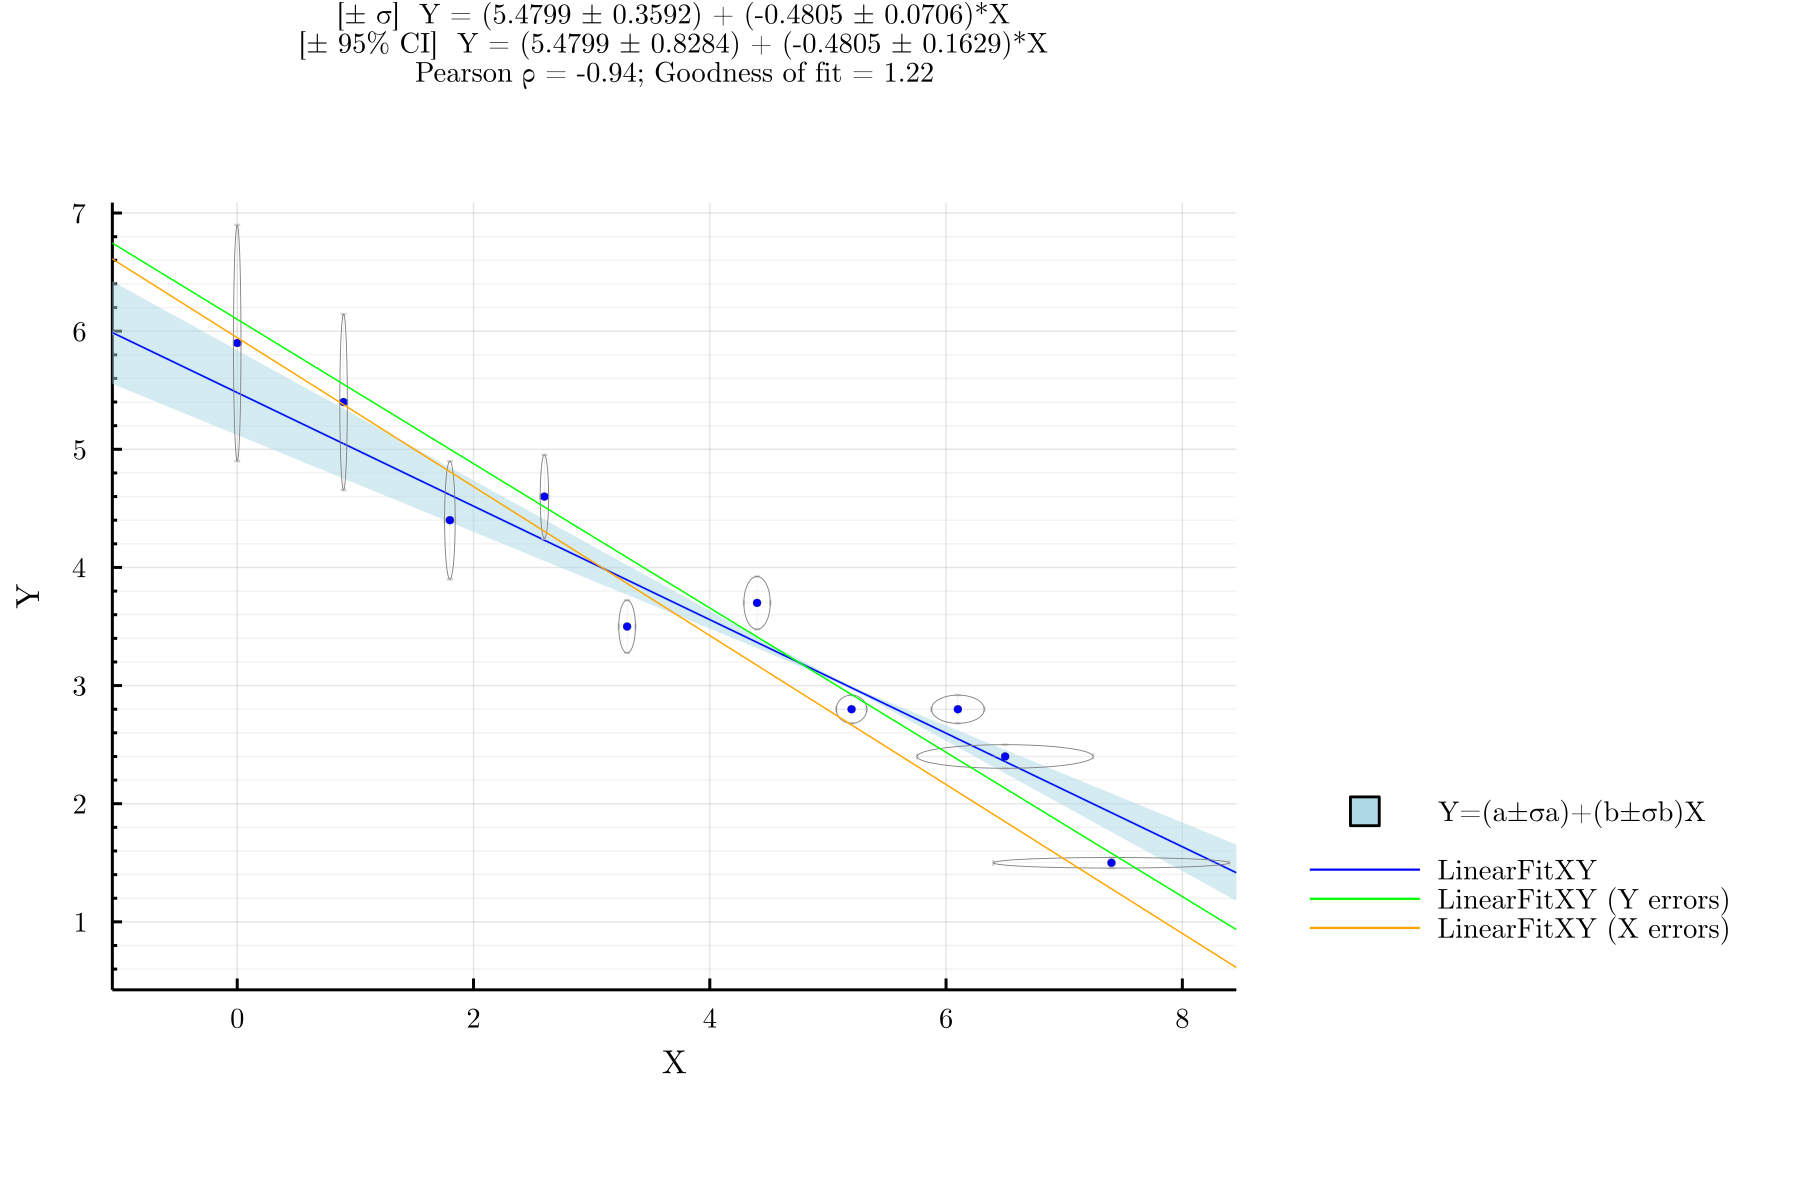 [± σ]  Y = (5.4799 ± 0.3592) + (-0.4805 ± 0.0706)*X
[± 95% CI]  Y = (5.4799 ± 0.8284) + (-0.4805 ± 0.1629)*X
Pearson ρ = -0.94; Goodness of fit = 1.22
7
6
5
4
3
2
1
Y
0 2 4 6 8
X
Y=(a±σa)+(b±σb)X
LinearFitXY
LinearFitXY (Y errors)
LinearFitXY (X errors)